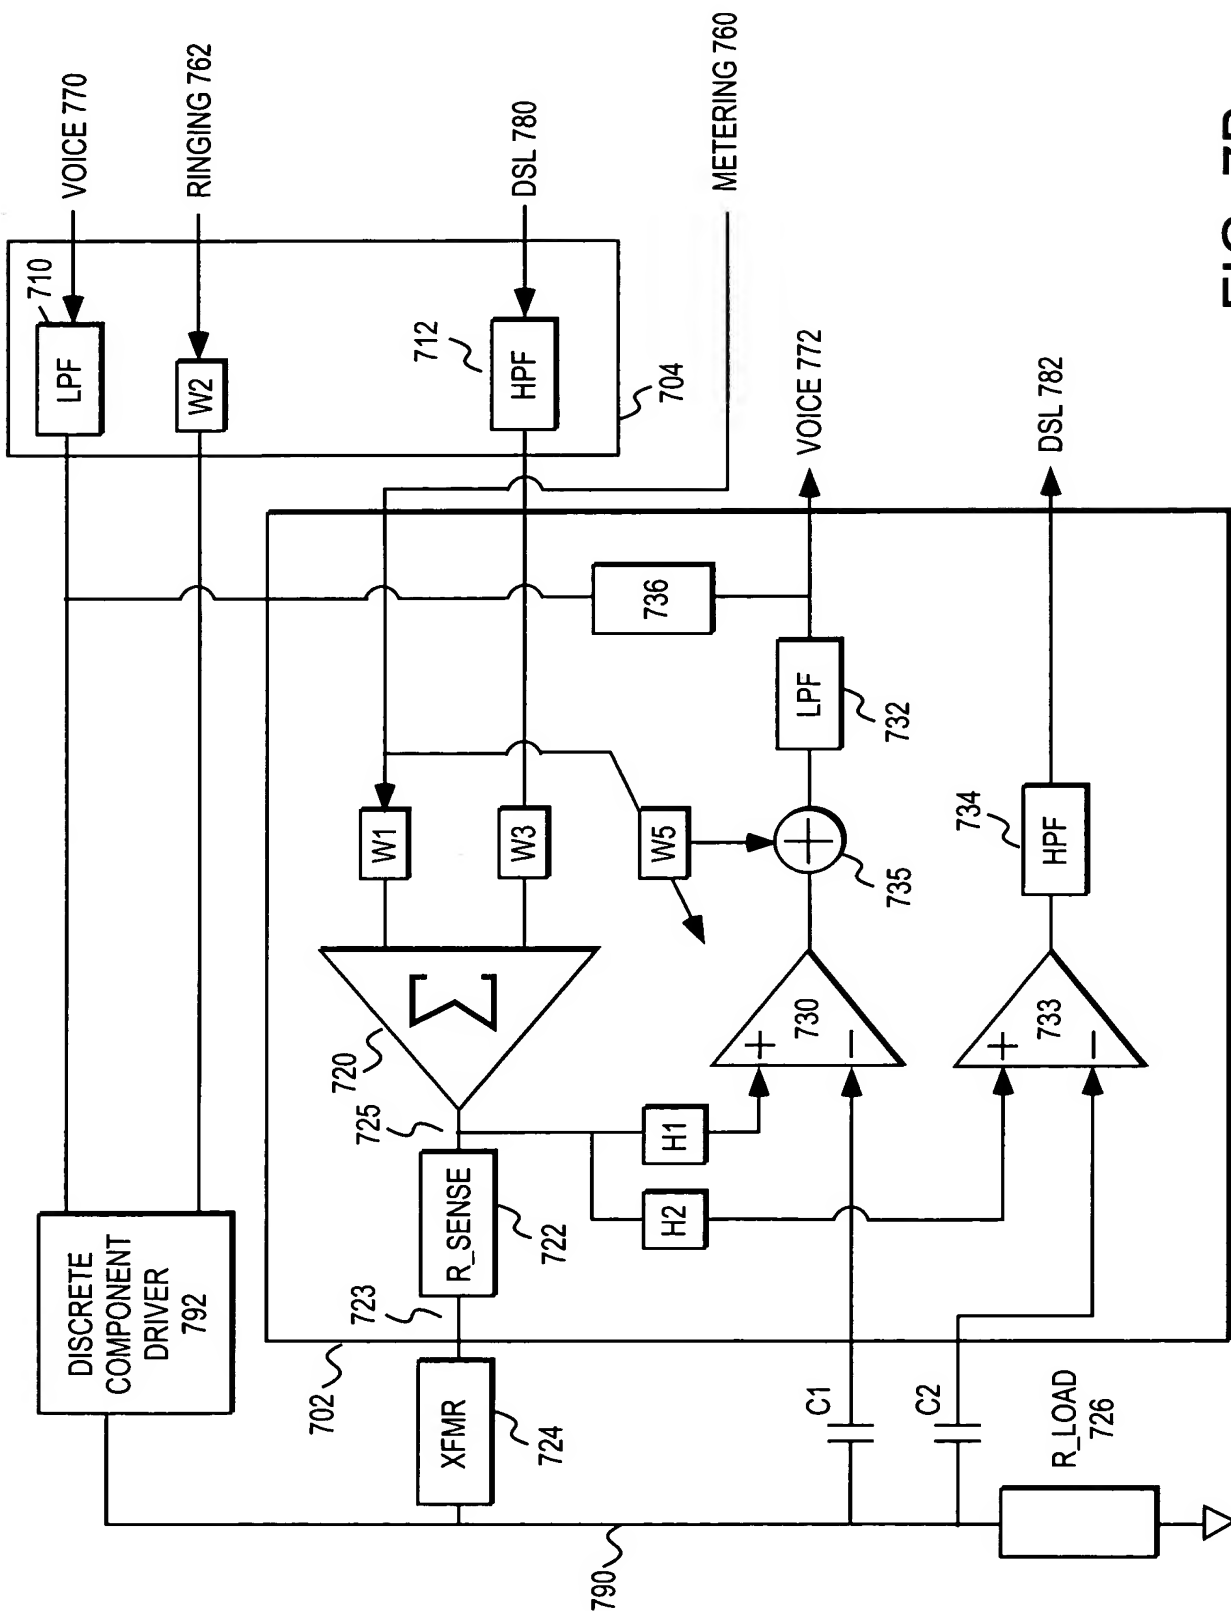 VOICE 770
RINGING 762
DSL 780
METERING 760
710
LPF
W2
712
HPF
704
VOICE 772
DSL 782
736
LPF
732
W1
W3
W5
735
734
HPF
Σ
720
+
730
−
+
733
−
+
725
H1
H2
R_SENSE
722
723
DISCRETE
COMPONENT
DRIVER
792
702
XFMR
724
C1
C2
R_LOAD
726
790